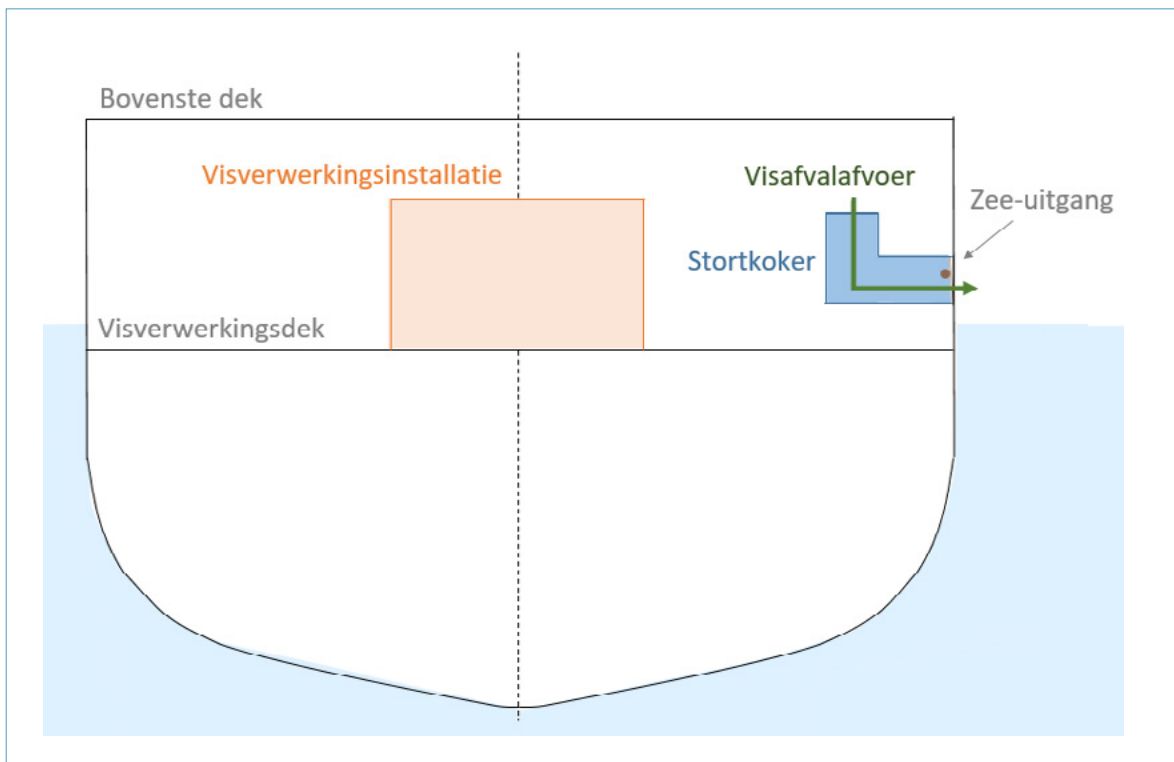 Bovenste dek
Visverwerkingsinstallatie
Visafvalafvoer
Zee-uitgang
Stortkoker
Visverwerkingsdek